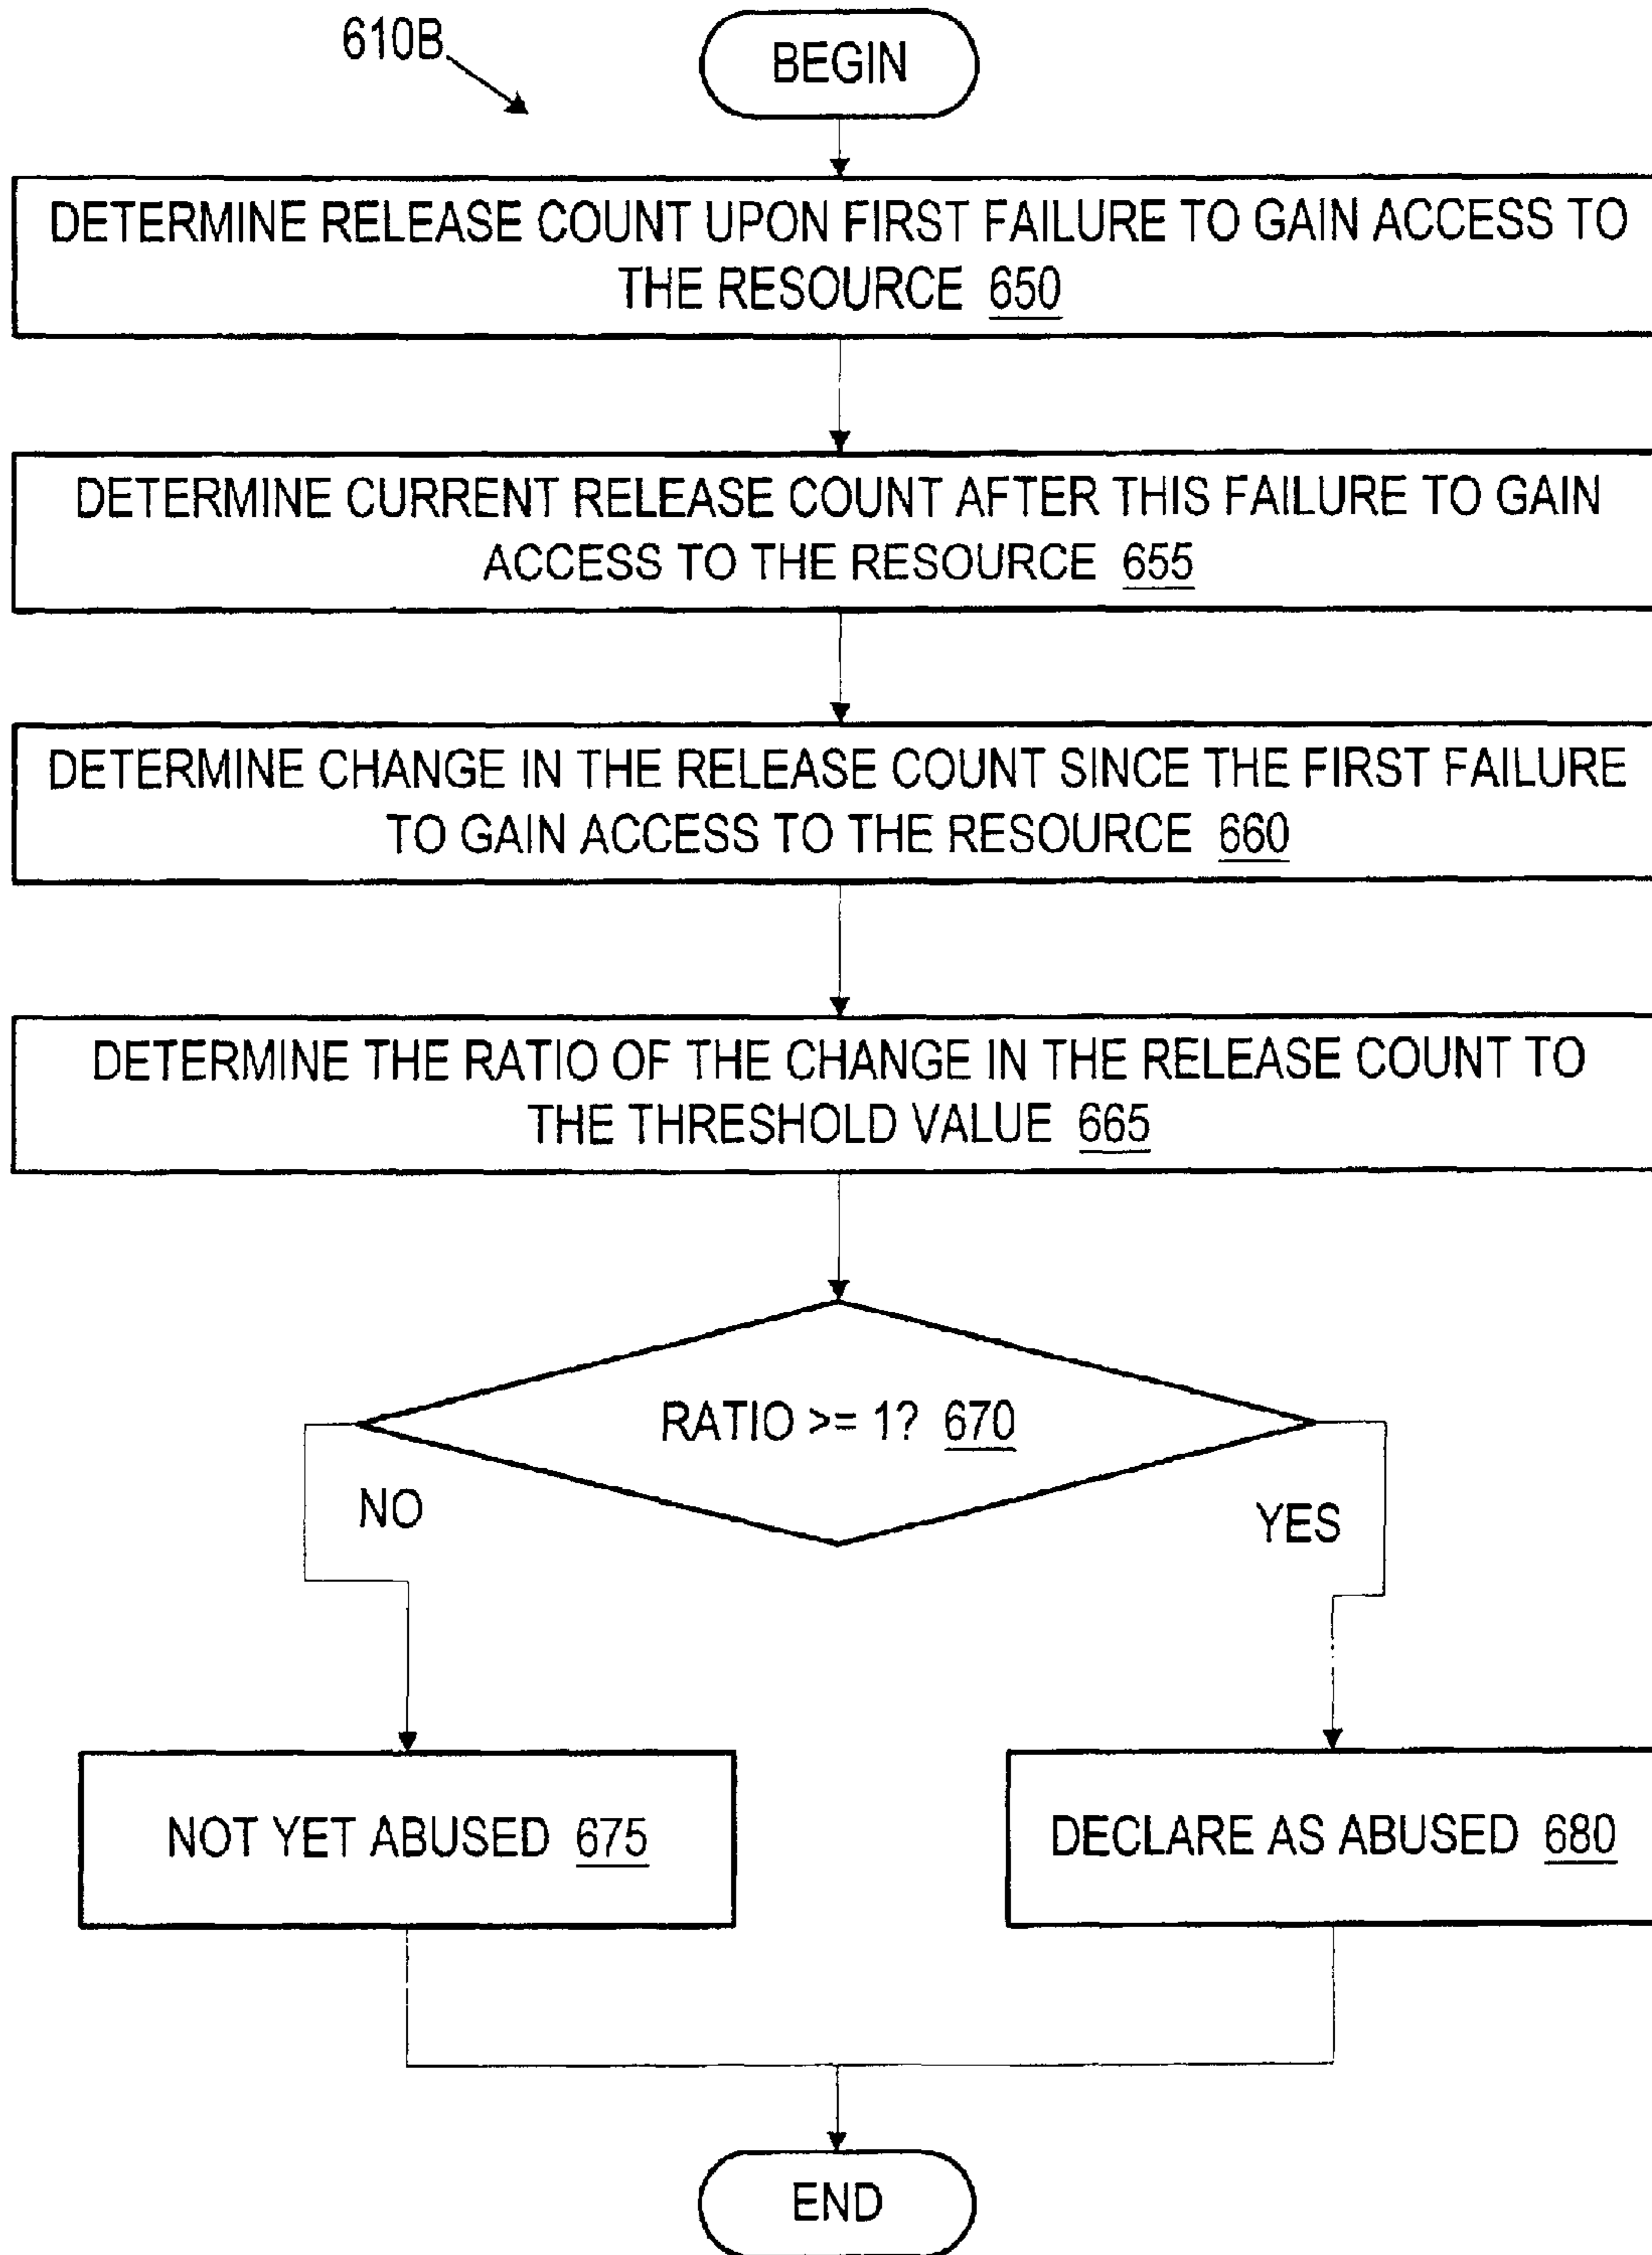 610B
BEGIN
DETERMINE RELEASE COUNT UPON FIRST FAILURE TO GAIN ACCESS TO
THE RESOURCE 650
DETERMINE CURRENT RELEASE COUNT AFTER THIS FAILURE TO GAIN
ACCESS TO THE RESOURCE 655
DETERMINE CHANGE IN THE RELEASE COUNT SINCE THE FIRST FAILURE
TO GAIN ACCESS TO THE RESOURCE 660
DETERMINE THE RATIO OF THE CHANGE IN THE RELEASE COUNT TO
THE THRESHOLD VALUE 665
RATIO >= 1? 670
NO
YES
NOT YET ABUSED 675
DECLARE AS ABUSED 680
END